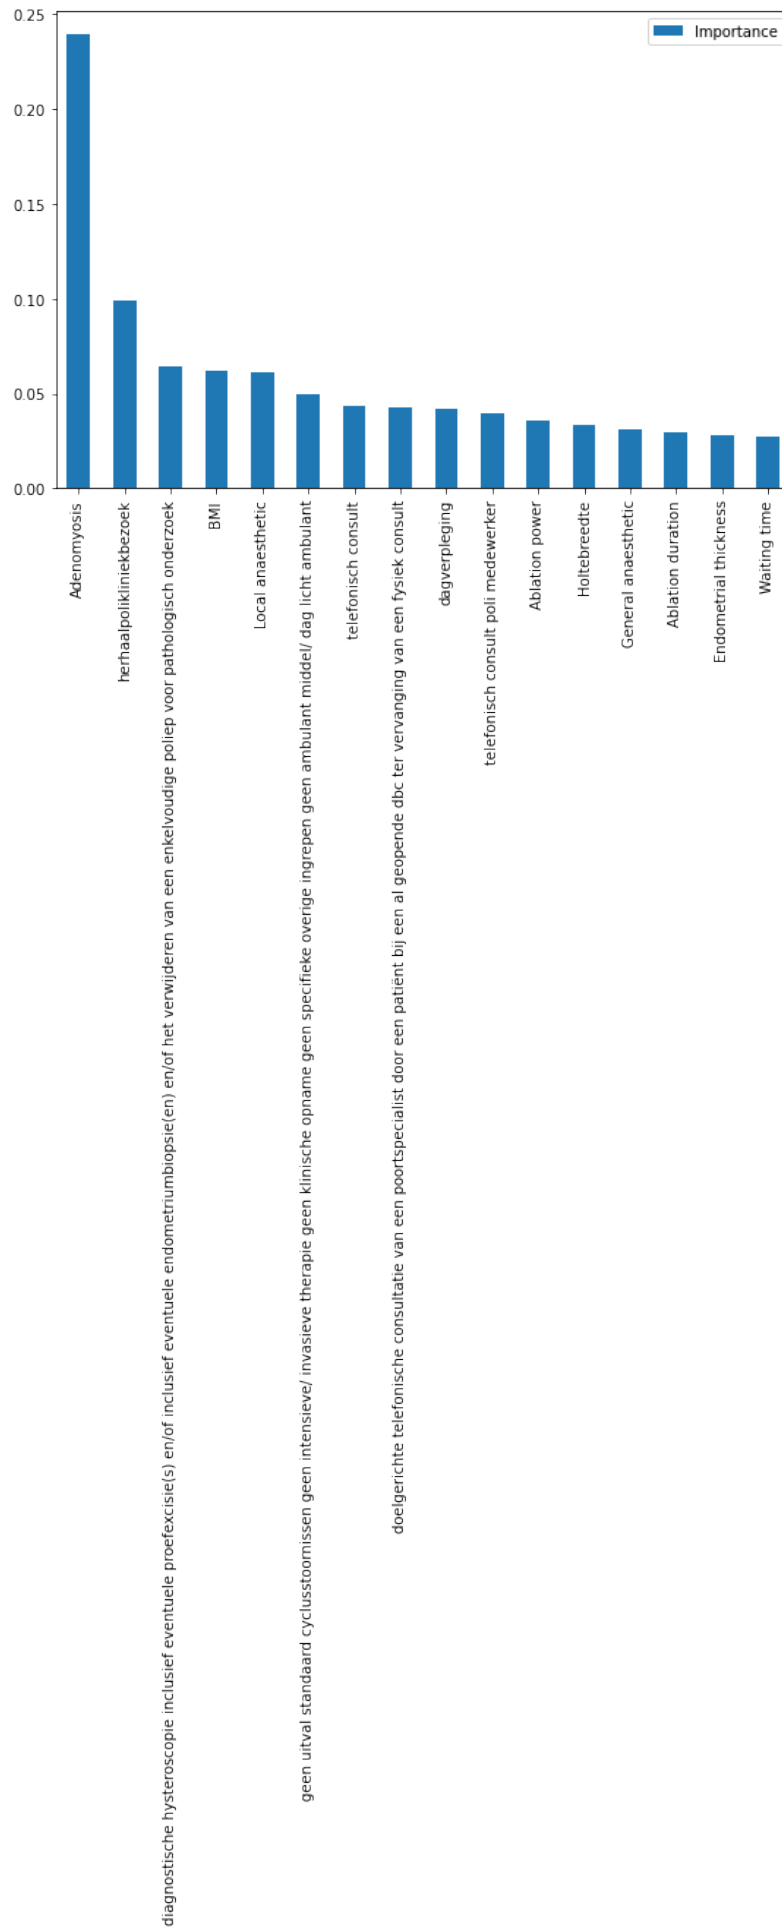 0.25
Importance
0.20
0.15
0.10
0.05
0.00
Adenomyosis
herhaalpolikliniekbezoek
diagnostische hysteroscopie inclusief eventuele proefexcisie(s) en/of inclusief eventuele endometriumbiopsie(en) en/of het verwijderen van een enkelvoudige poliep voor pathologisch onderzoek
BMI
Local anaesthetic
geen uitval standaard cyclusstoornissen geen intensieve/ invasieve therapie geen klinische opname geen specifieke overige ingrepen geen ambulant middel/ dag licht ambulant
telefonisch consult
doelgerichte telefonische consultatie van een poortspecialist door een patiënt bij een al geopende dbc ter vervanging van een fysiek consult
dagverpleging
telefonisch consult poli medewerker
Ablation power
Holtebreedte
General anaesthetic
Ablation duration
Endometrial thickness
Waiting time